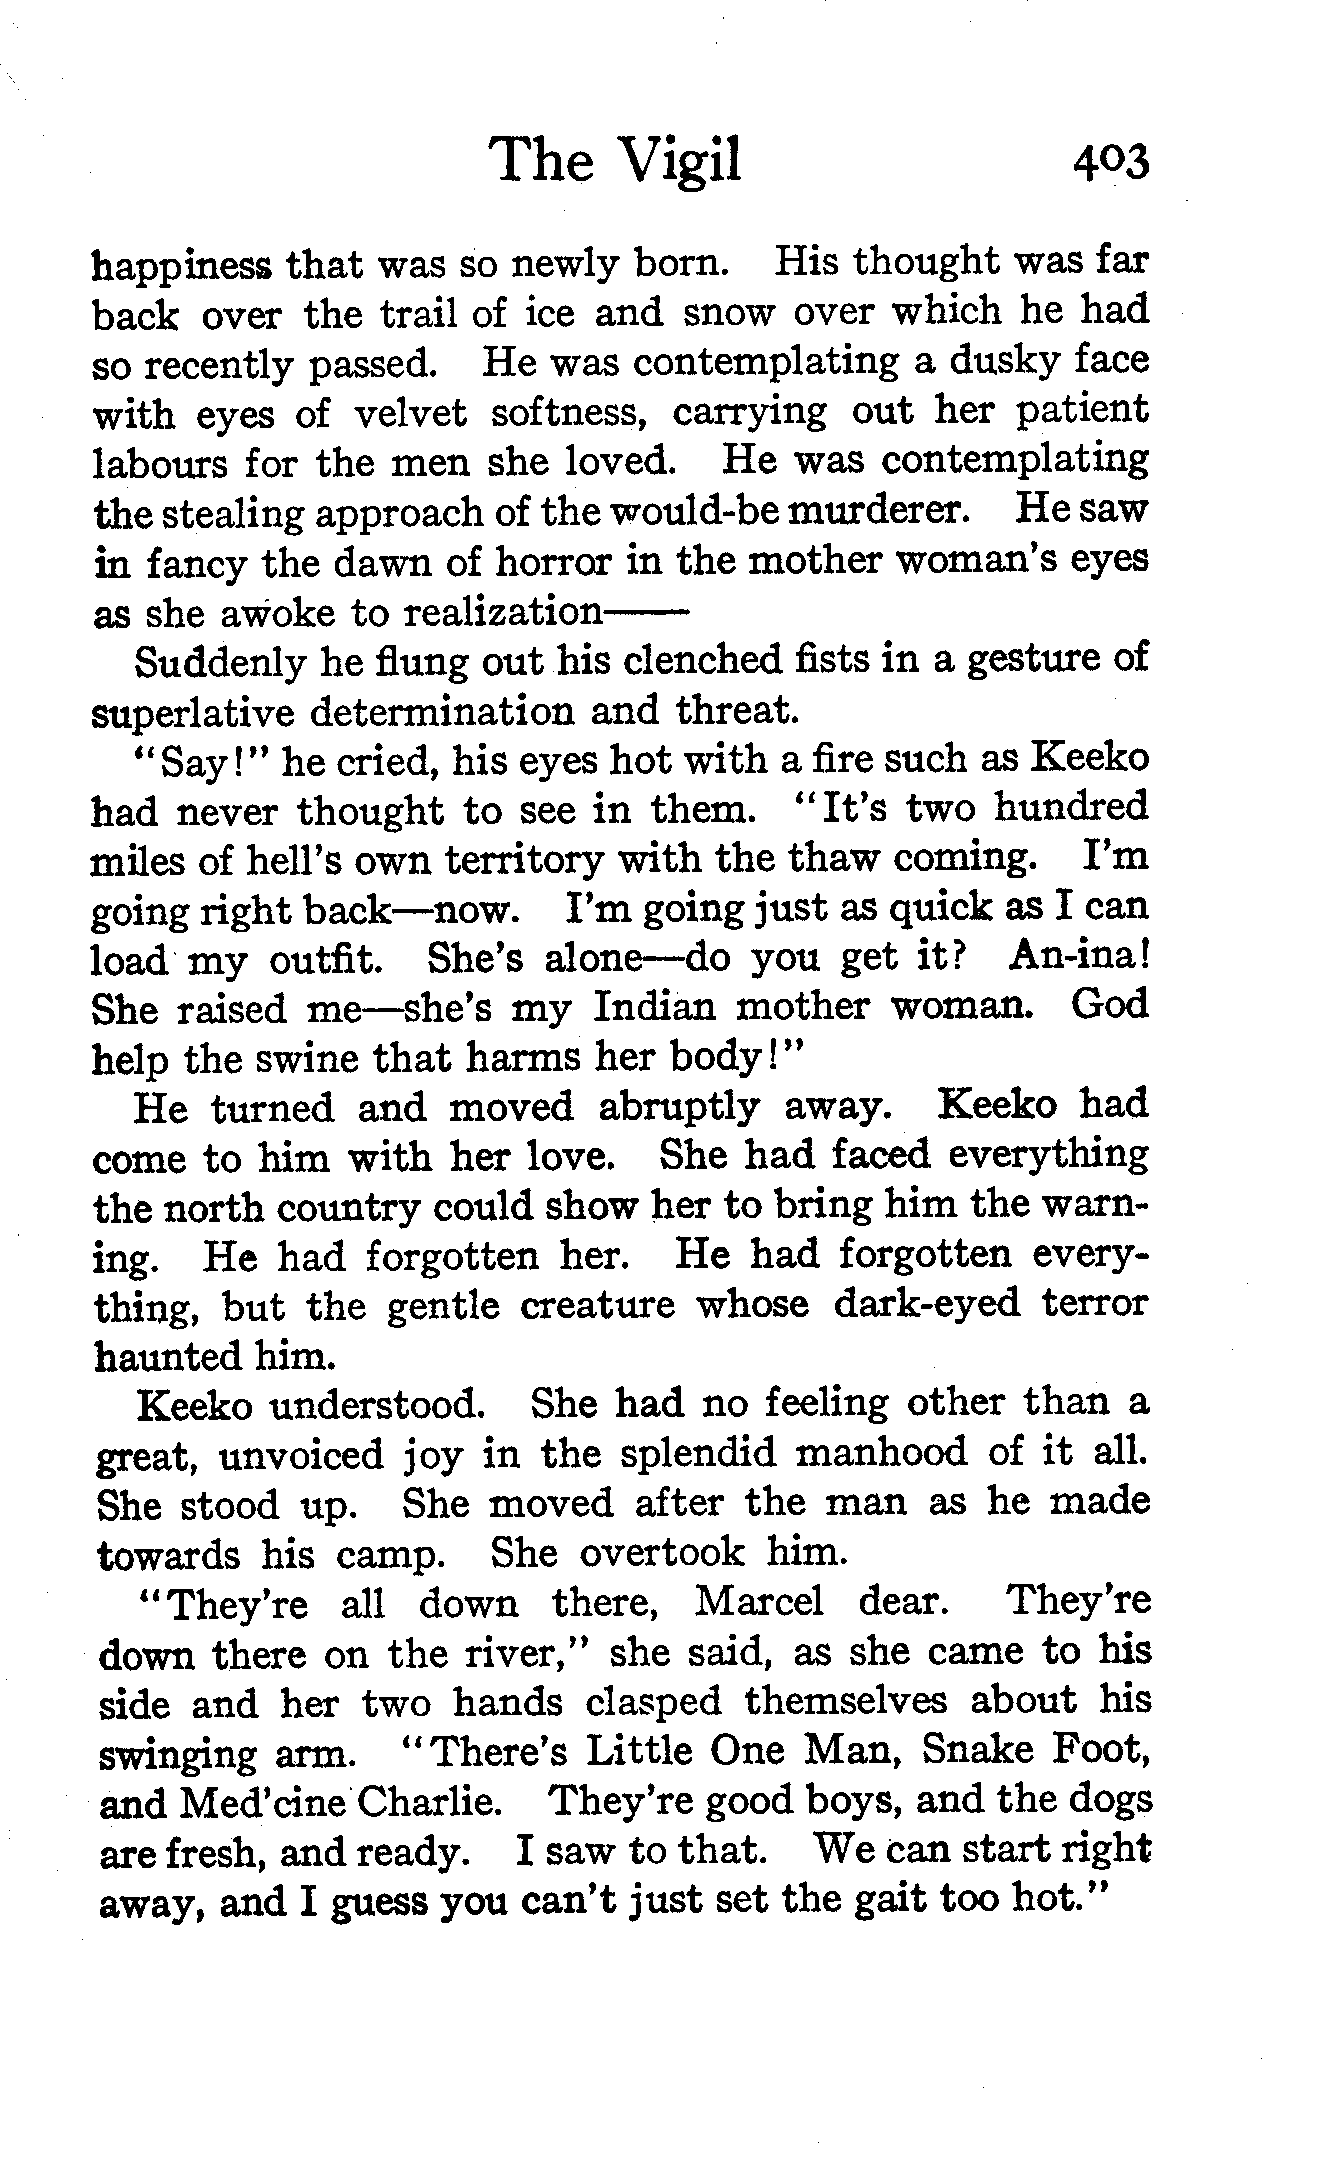 The Vigil 403
happiness that was so newly born. His thought was far
back over the trail of ice and snow over which he had
so recently passed. He was contemplating a dusky face
with eyes of velvet softness, carrying out her patient
labours for the men she loved. He was contemplating
the stealing approach of the would-be murderer. He saw
in fancy the dawn of horror in the mother woman's eyes
as she awoke to realization——
Suddenly he flung out his clenched fists in a gesture of
superlative determination and threat.
"Say!" he cried, his eyes hot with a fire such as Keeko
had never thought to see in them. "It's two hundred
miles of hell's own territory with the thaw coming. I'm
going right back—now. I'm going just as quick as I can
load my outfit. She's alone—do you get it? An-ina!
She raised me—she's my Indian mother woman. God
help the swine that harms her body!"
He turned and moved abruptly away. Keeko had
come to him with her love. She had faced everything
the north country could show her to bring him the warn-
ing. He had forgotten her. He had forgotten every-
thing, but the gentle creature whose dark-eyed terror
haunted him.
Keeko understood. She had no feeling other than a
great, unvoiced joy in the splendid manhood of it all.
She stood up. She moved after the man as he made
towards his camp. She overtook him.
"They're all down there, Marcel dear. They're
down there on the river," she said, as she came to his
side and her two hands clasped themselves about his
swinging arm. "There's Little One Man, Snake Foot,
and Med'cine Charlie. They're good boys, and the dogs
are fresh, and ready. I saw to that. We can start right
away, and I guess you can't just set the gait too hot."